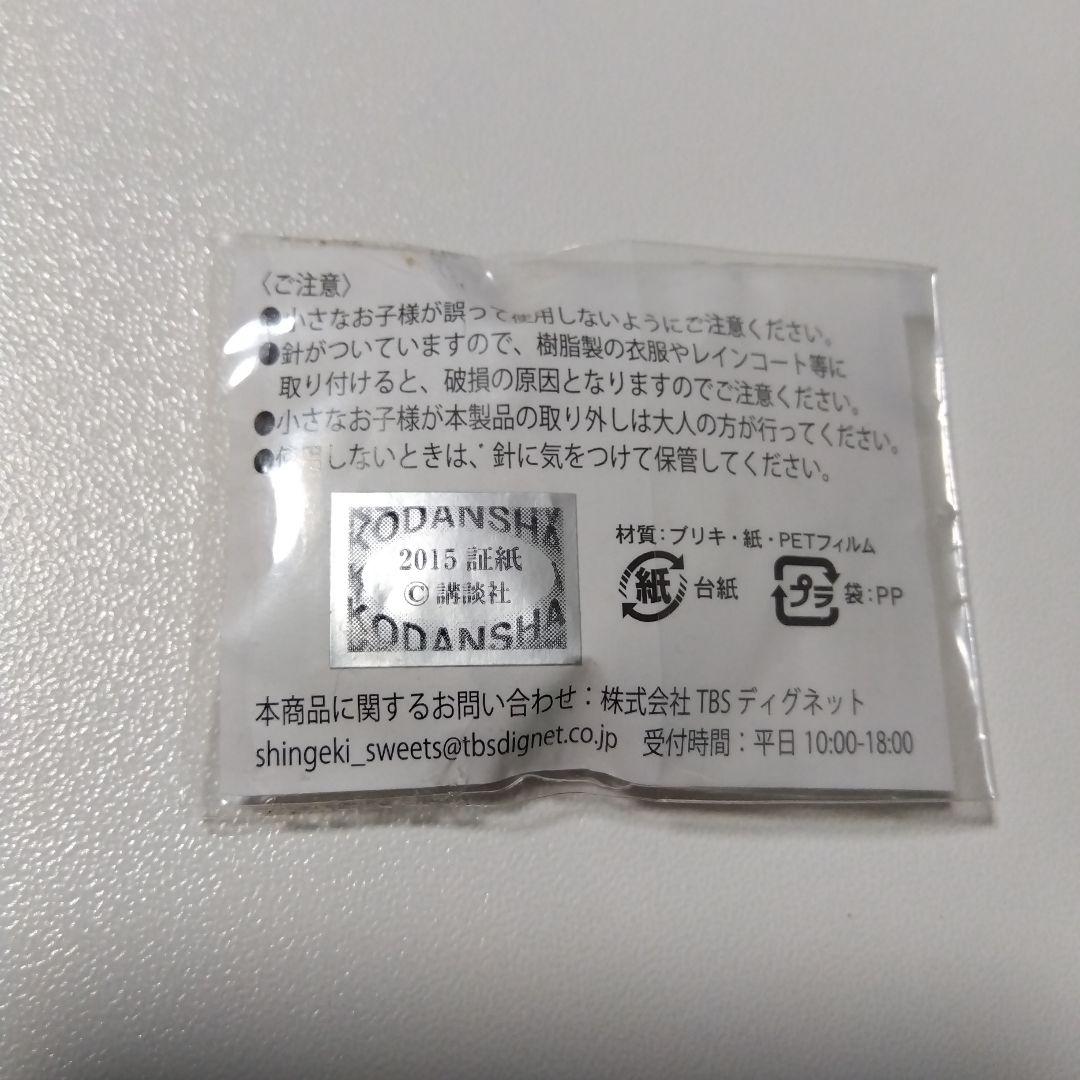 〈ご注意〉
●小さなお子様が誤って使用しないようにご注意ください。
●針がついていますので、樹脂製の衣服やレインコート等に
取り付けると、破損の原因となりますのでご注意ください。
●小さなお子様が本製品の取り外しは大人の方が行ってください。
●使用しないときは、針に気をつけて保管してください。
KODANSHA
2015 証紙
©講談社
KODANSHA
材質：ブリキ・紙・PETフィルム
紙 台紙 プラ 袋：PP
本商品に関するお問い合わせ：株式会社 TBS ディグネット
shingeki_sweets@tbsdignet.co.jp 受付時間：平日 10:00-18:00